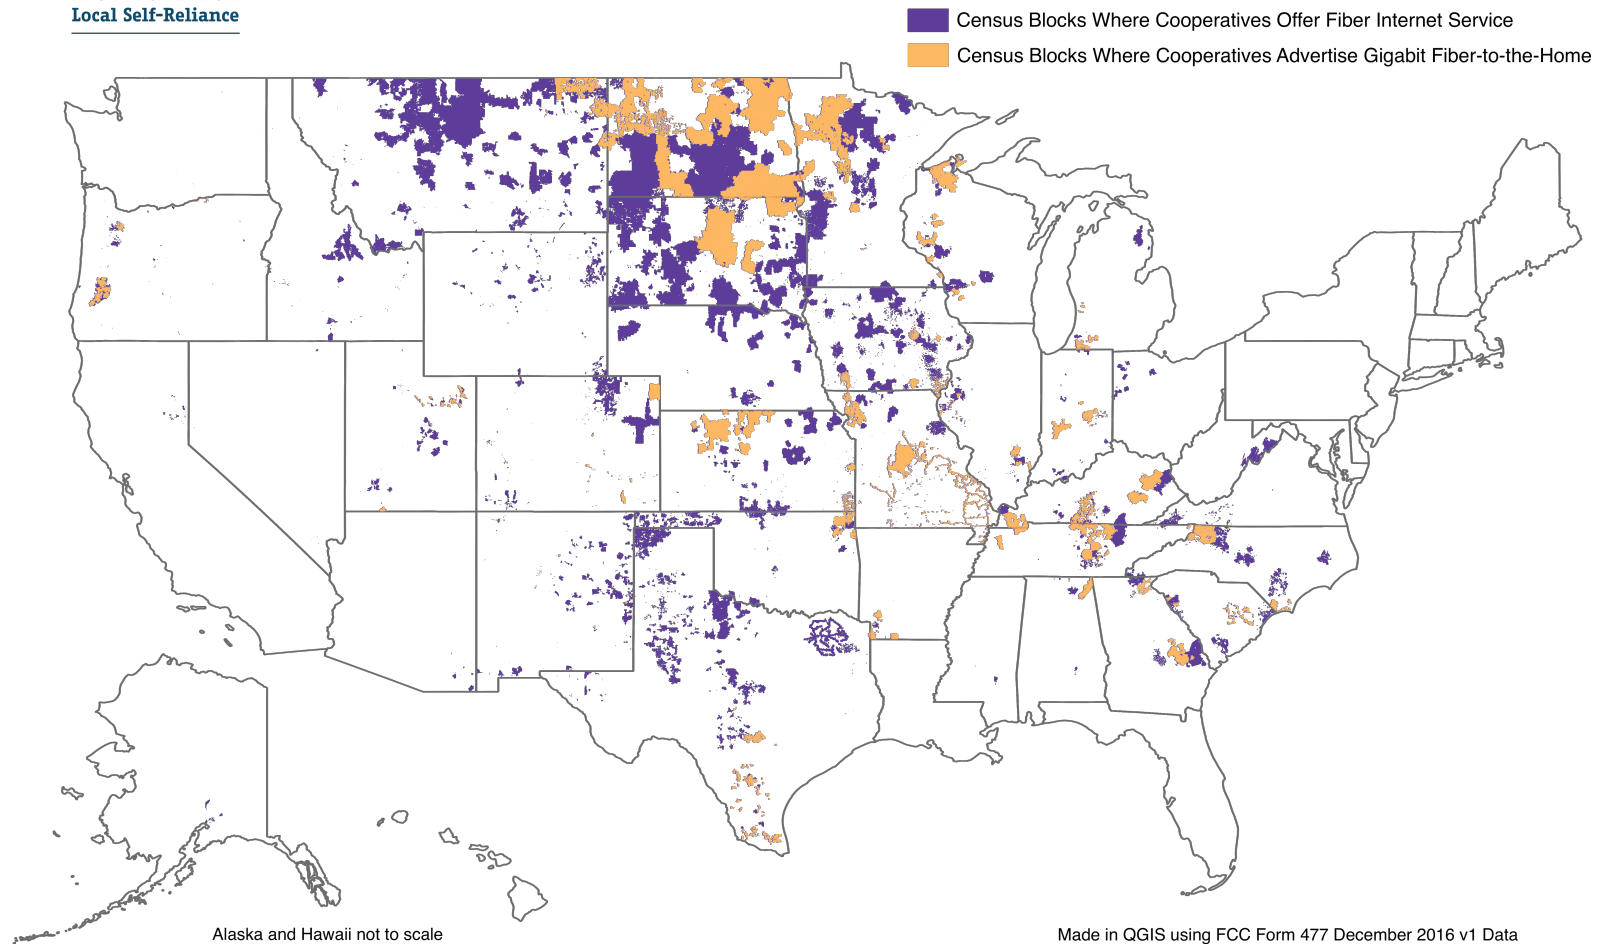 Local Self-Reliance
Census Blocks Where Cooperatives Offer Fiber Internet Service
Census Blocks Where Cooperatives Advertise Gigabit Fiber-to-the-Home
Alaska and Hawaii not to scale
Made in QGIS using FCC Form 477 December 2016 v1 Data